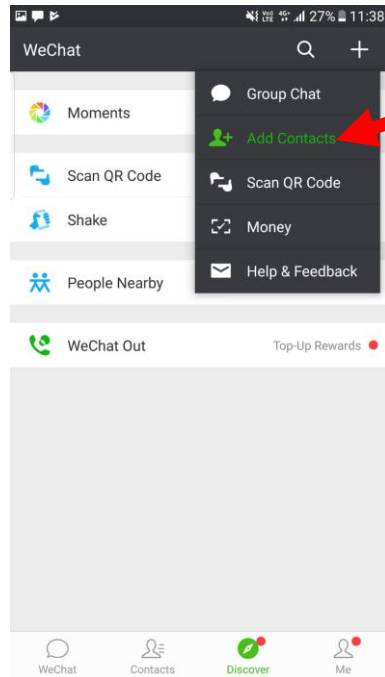 27% 11:38
WeChat
Group Chat
Moments
Add Contacts
Scan QR Code
Scan QR Code
Shake
Money
People Nearby
Help & Feedback
WeChat Out Top-Up Rewards
WeChat Contacts Discover Me